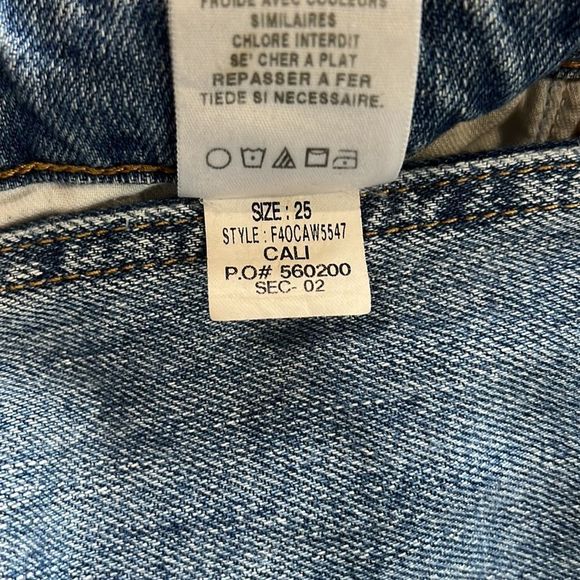 FROIDE AVEC COULEURS
SIMILAIRES
CHLORE INTERDIT
SE' CHER A PLAT
REPASSER A FER
TIEDE SI NECESSAIRE.
SIZE : 25
STYLE : F40CAW5547
CALI
P.O# 560200
SEC- 02